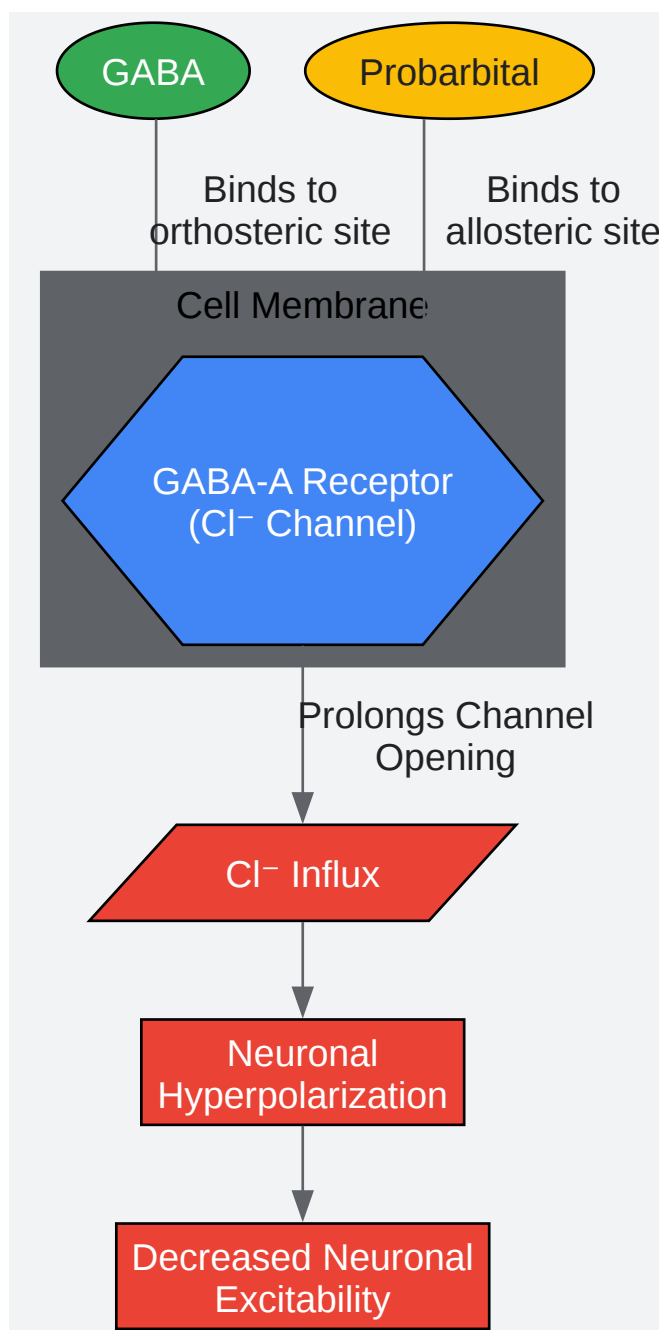 GABA
Probarbital
Binds to
orthosteric site
Binds to
allosteric site
Cell Membrane
GABA-A Receptor
(Cl⁻ Channel)
Prolongs Channel
Opening
Cl⁻ Influx
Neuronal
Hyperpolarization
Decreased Neuronal
Excitability